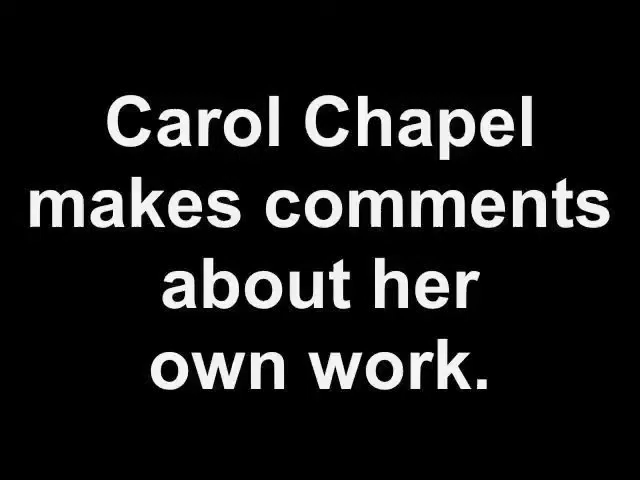 Carol Chapel
makes comments
about her
own work.